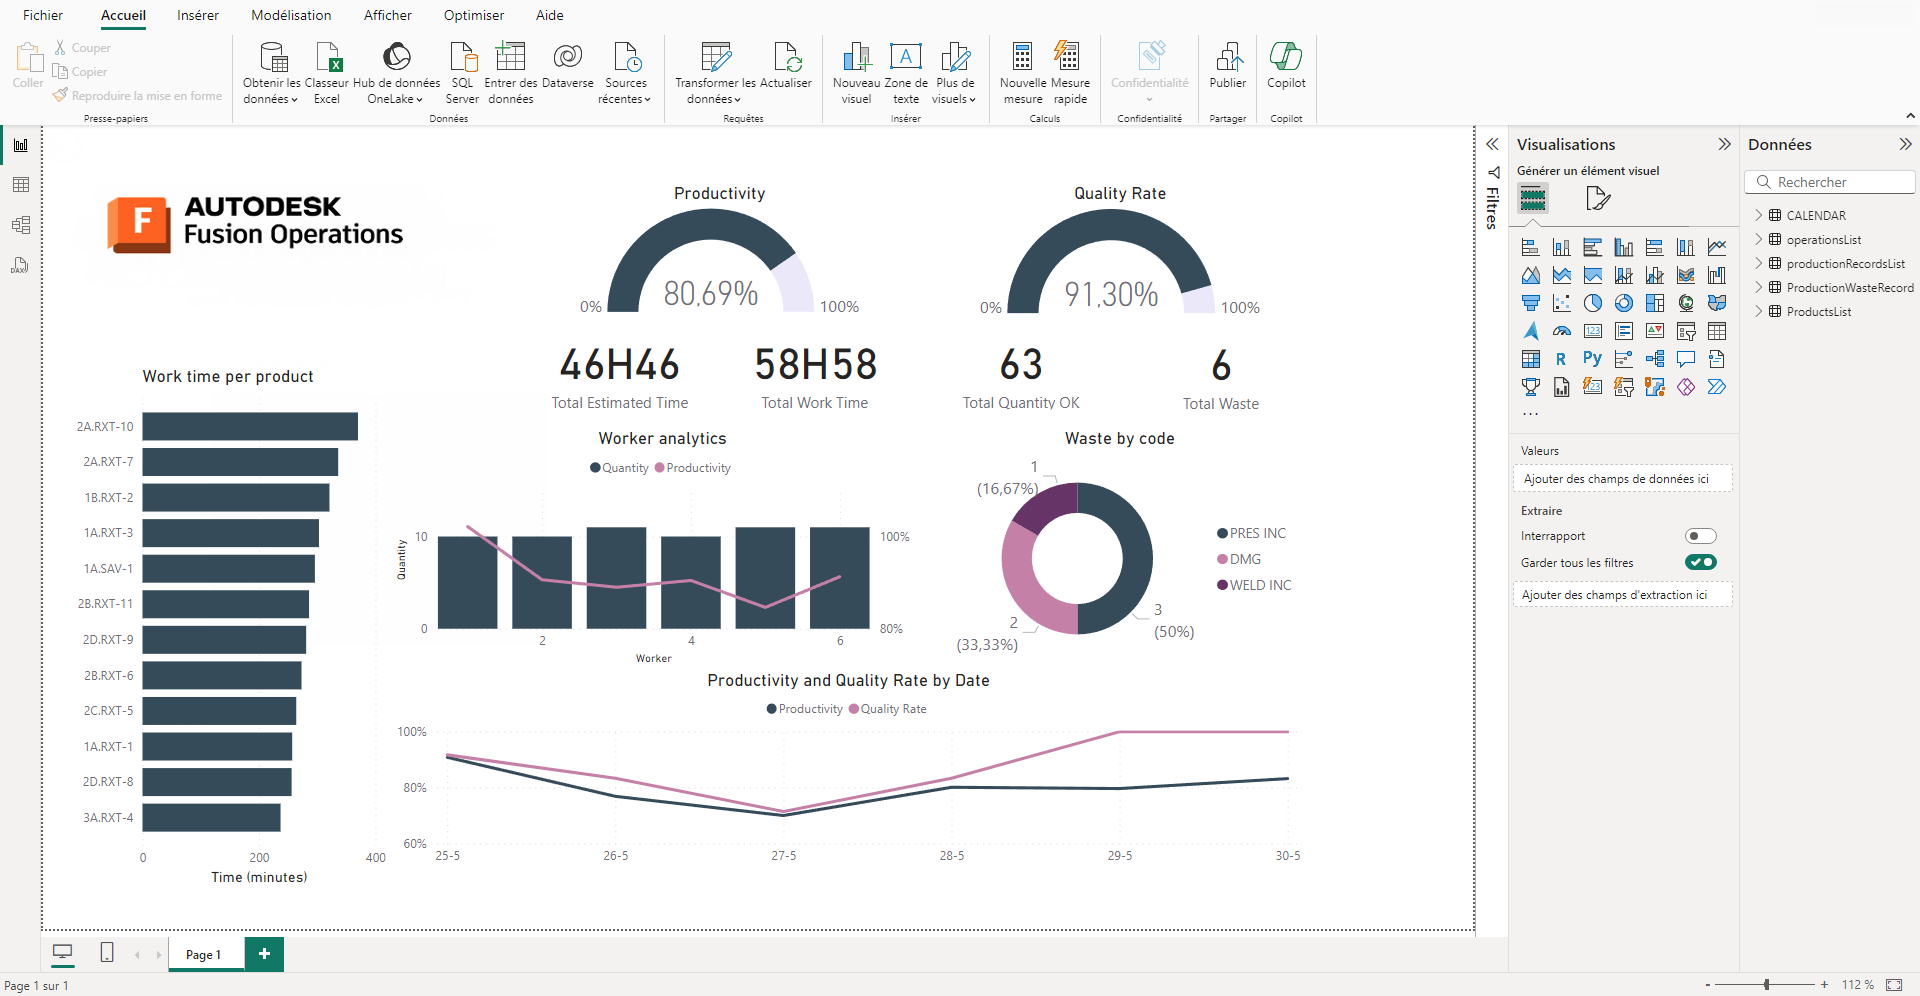 Fichier Accueil Insérer Modélisation Afficher Optimiser Aide
Coller
Couper
Copier
Reproduire la mise en forme
Presse-papiers
Obtenir les
données
Classeur
Excel
Hub de données
OneLake
SQL
Server
Entrer des
données
Dataverse
Sources
récentes
Données
Transformer les
données
Actualiser
Requêtes
Nouveau
visuel
Zone de
texte
Plus de
visuels
Insérer
Nouvelle
mesure
Mesure
rapide
Calculs
Confidentialité
Confidentialité
Publier
Partager
Copilot
Copilot
F
AUTODESK
Fusion Operations
Productivity
80,69%
0%
100%
Quality Rate
91,30%
0%
100%
46H46
Total Estimated Time
58H58
Total Work Time
63
Total Quantity OK
6
Total Waste
Work time per product
2A.RXT-10
2A.RXT-7
1B.RXT-2
1A.RXT-3
1A.SAV-1
2B.RXT-11
2D.RXT-9
2B.RXT-6
2C.RXT-5
1A.RXT-1
2D.RXT-8
3A.RXT-4
0 200 400
Time (minutes)
Worker analytics
Quantity Productivity
Quantity
10
0
100%
80%
2 4 6
Worker
Waste by code
1
(16,67%)
2
(33,33%)
3
(50%)
PRES INC
DMG
WELD INC
Productivity and Quality Rate by Date
Productivity Quality Rate
100%
80%
60%
25-5 26-5 27-5 28-5 29-5 30-5
Filtres
Visualisations
Générer un élément visuel
123
R
Py
123
...
Valeurs
Ajouter des champs de données ici
Extraire
Interrapport
Garder tous les filtres
Ajouter des champs d'extraction ici
Données
Rechercher
CALENDAR
operationsList
productionRecordsList
ProductionWasteRecord
ProductsList
DAX
Page 1
+
Page 1 sur 1
- + 112 %